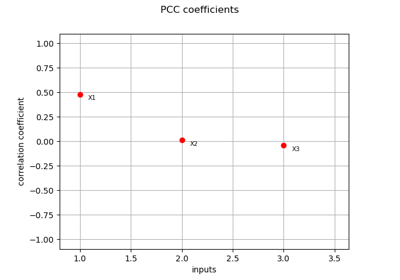 PCC coefficients
1.00
0.75
0.50
0.25
0.00
−0.25
−0.50
−0.75
−1.00
correlation coefficient
X1
X2
X3
1.0 1.5 2.0 2.5 3.0 3.5
inputs